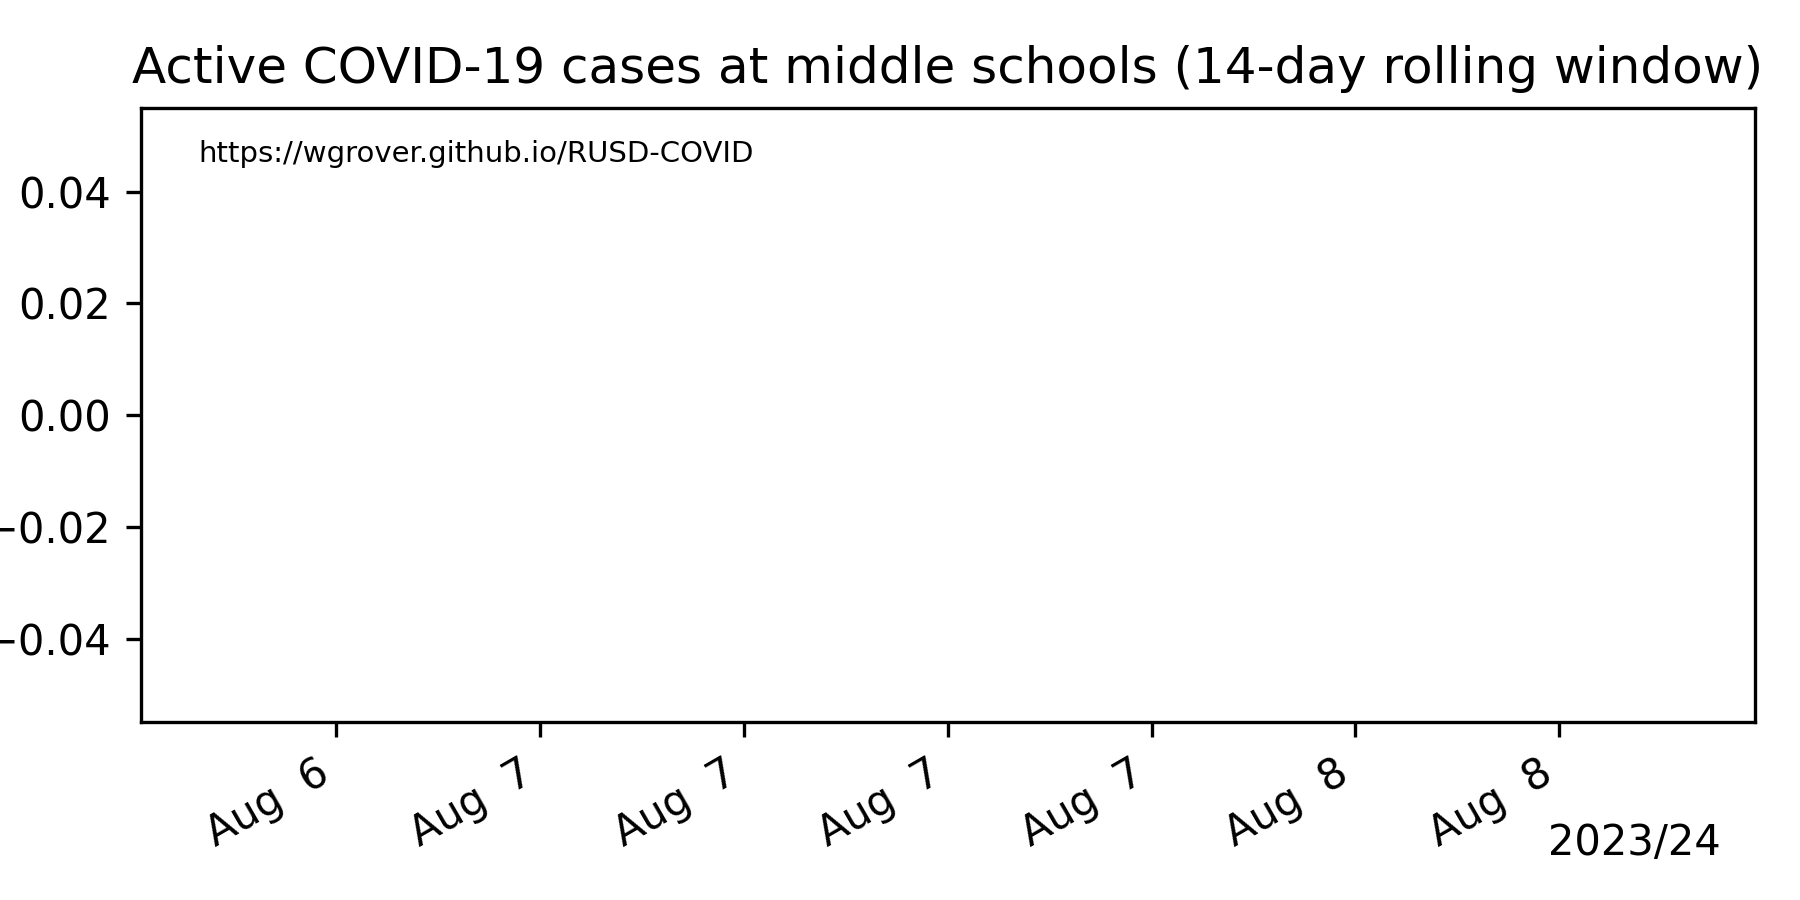 Active COVID-19 cases at middle schools (14-day rolling window)
https://wgrover.github.io/RUSD-COVID
0.04
0.02
0.00
−0.02
−0.04
Aug 6
Aug 7
Aug 7
Aug 7
Aug 7
Aug 8
Aug 8
2023/24